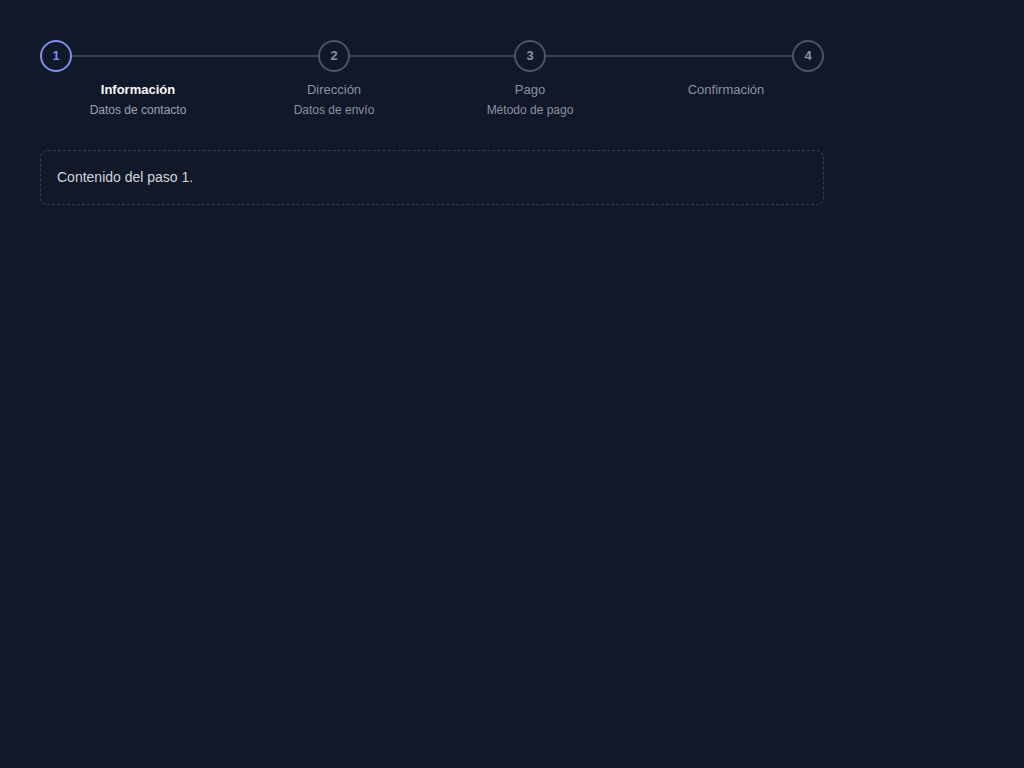 1 2 3 4
Información Dirección Pago Confirmación
Datos de contacto Datos de envío Método de pago
Contenido del paso 1.